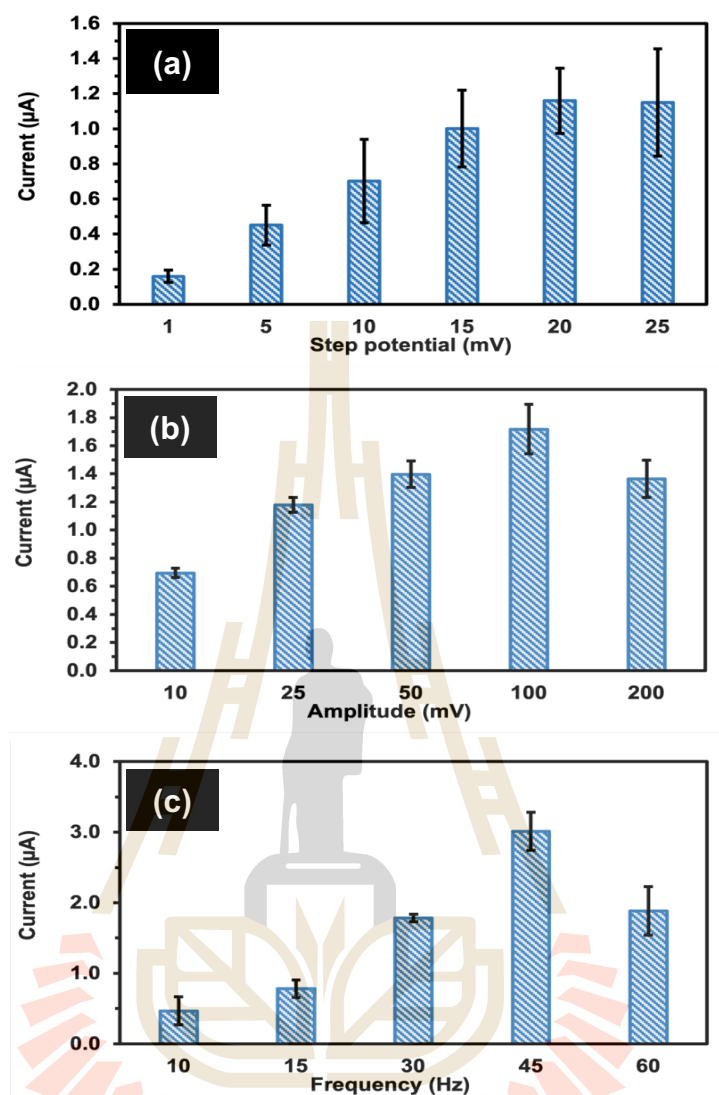 (a)
Current (µA)
1.6
1.4
1.2
1.0
0.8
0.6
0.4
0.2
0.0
1 5 10 15 20 25
Step potential (mV)
(b)
Current (µA)
2.0
1.8
1.6
1.4
1.2
1.0
0.8
0.6
0.4
0.2
0.0
10 25 50 100 200
Amplitude (mV)
(c)
Current (µA)
4.0
3.0
2.0
1.0
0.0
10 15 30 45 60
Frequency (Hz)